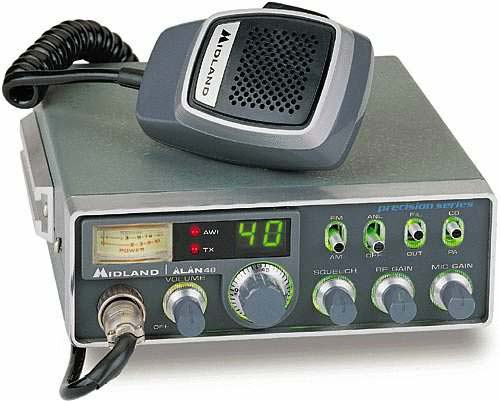 MIDLAND
precision series
POWER
AWI
TX
40
FM ANL CB
AM OFF OUT PA
MIDLAND ALAN 48
VOLUME
OFF
SQUELCH RF GAIN MIC GAIN